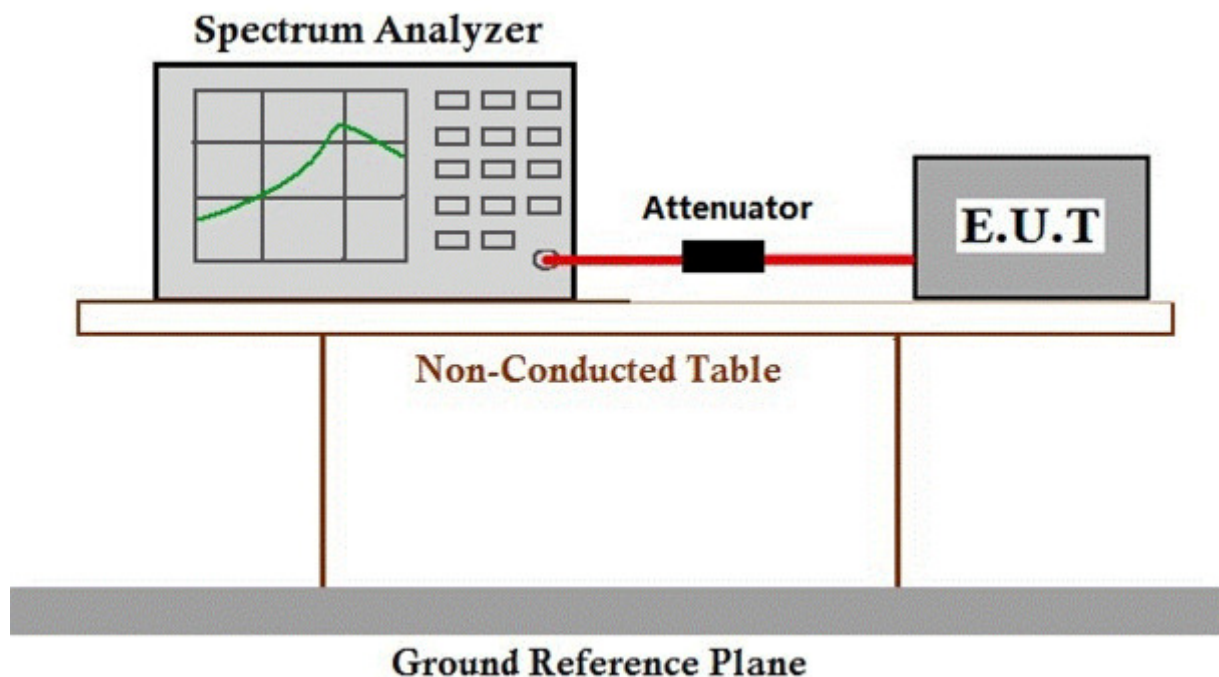 Spectrum Analyzer
Attenuator
E.U.T
Non-Conducted Table
Ground Reference Plane